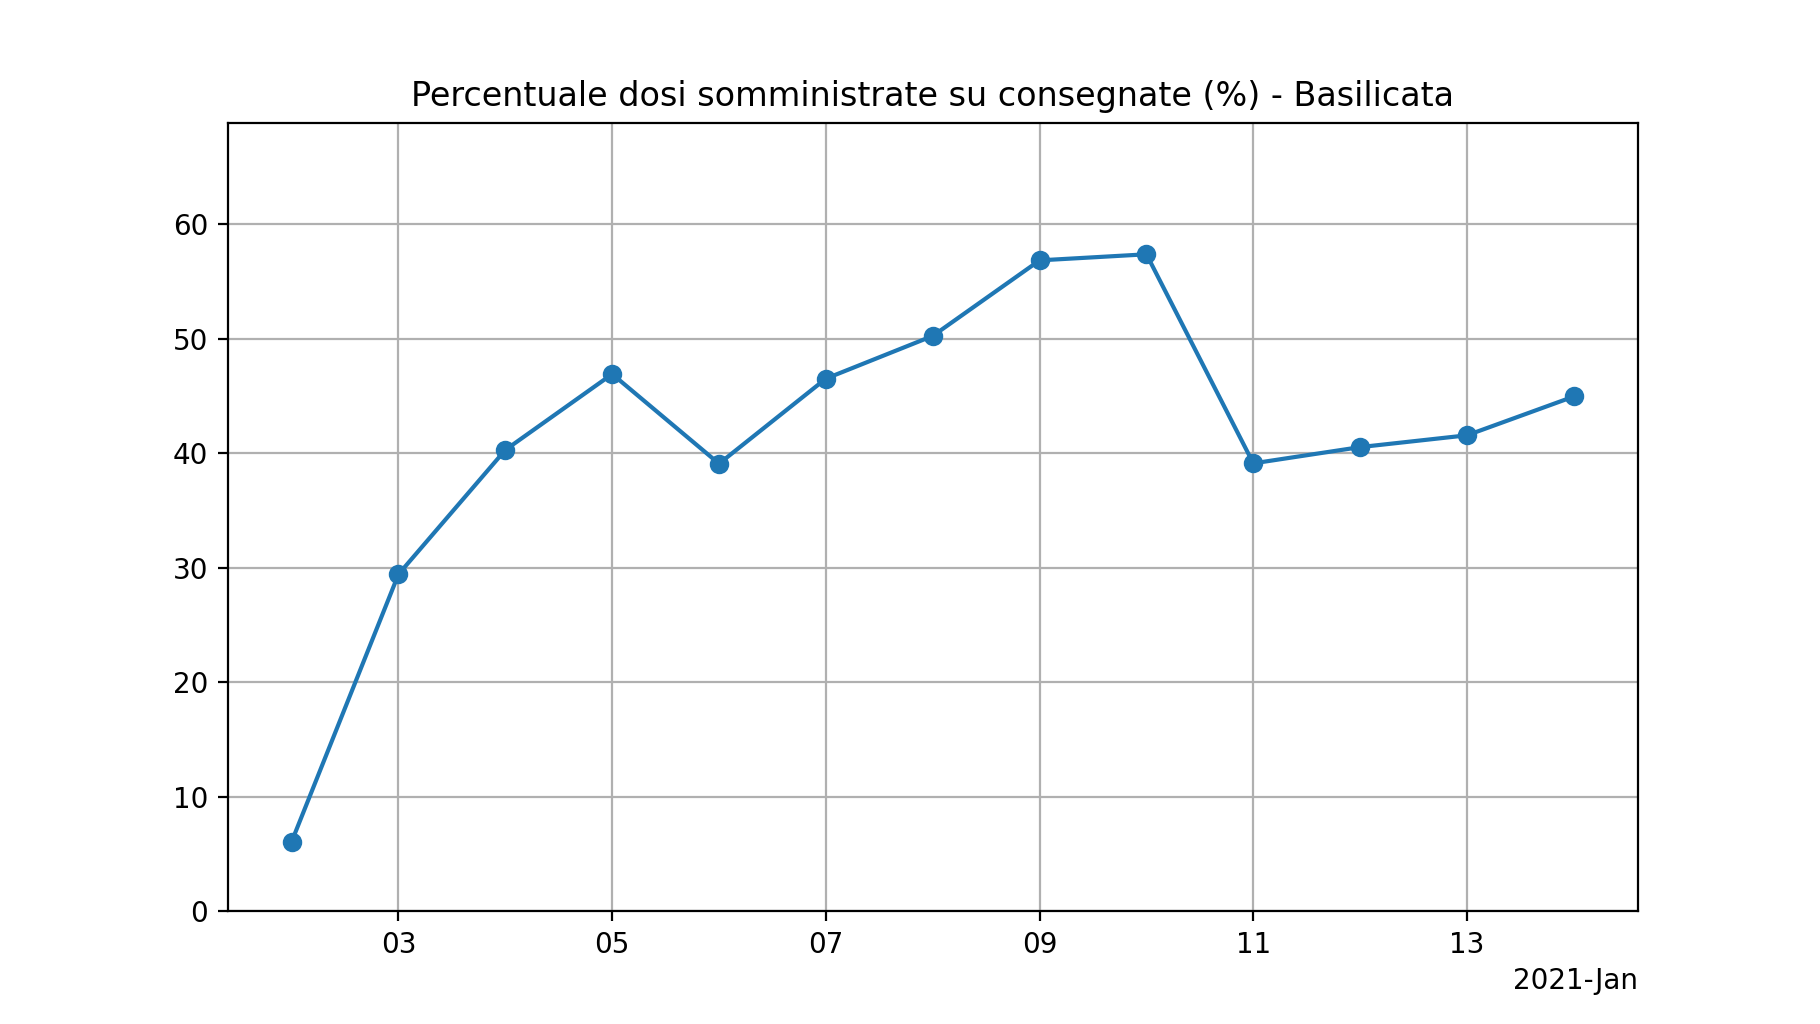 Percentuale dosi somministrate su consegnate (%) - Basilicata
60
50
40
30
20
10
0
03 05 07 09 11 13
2021-Jan